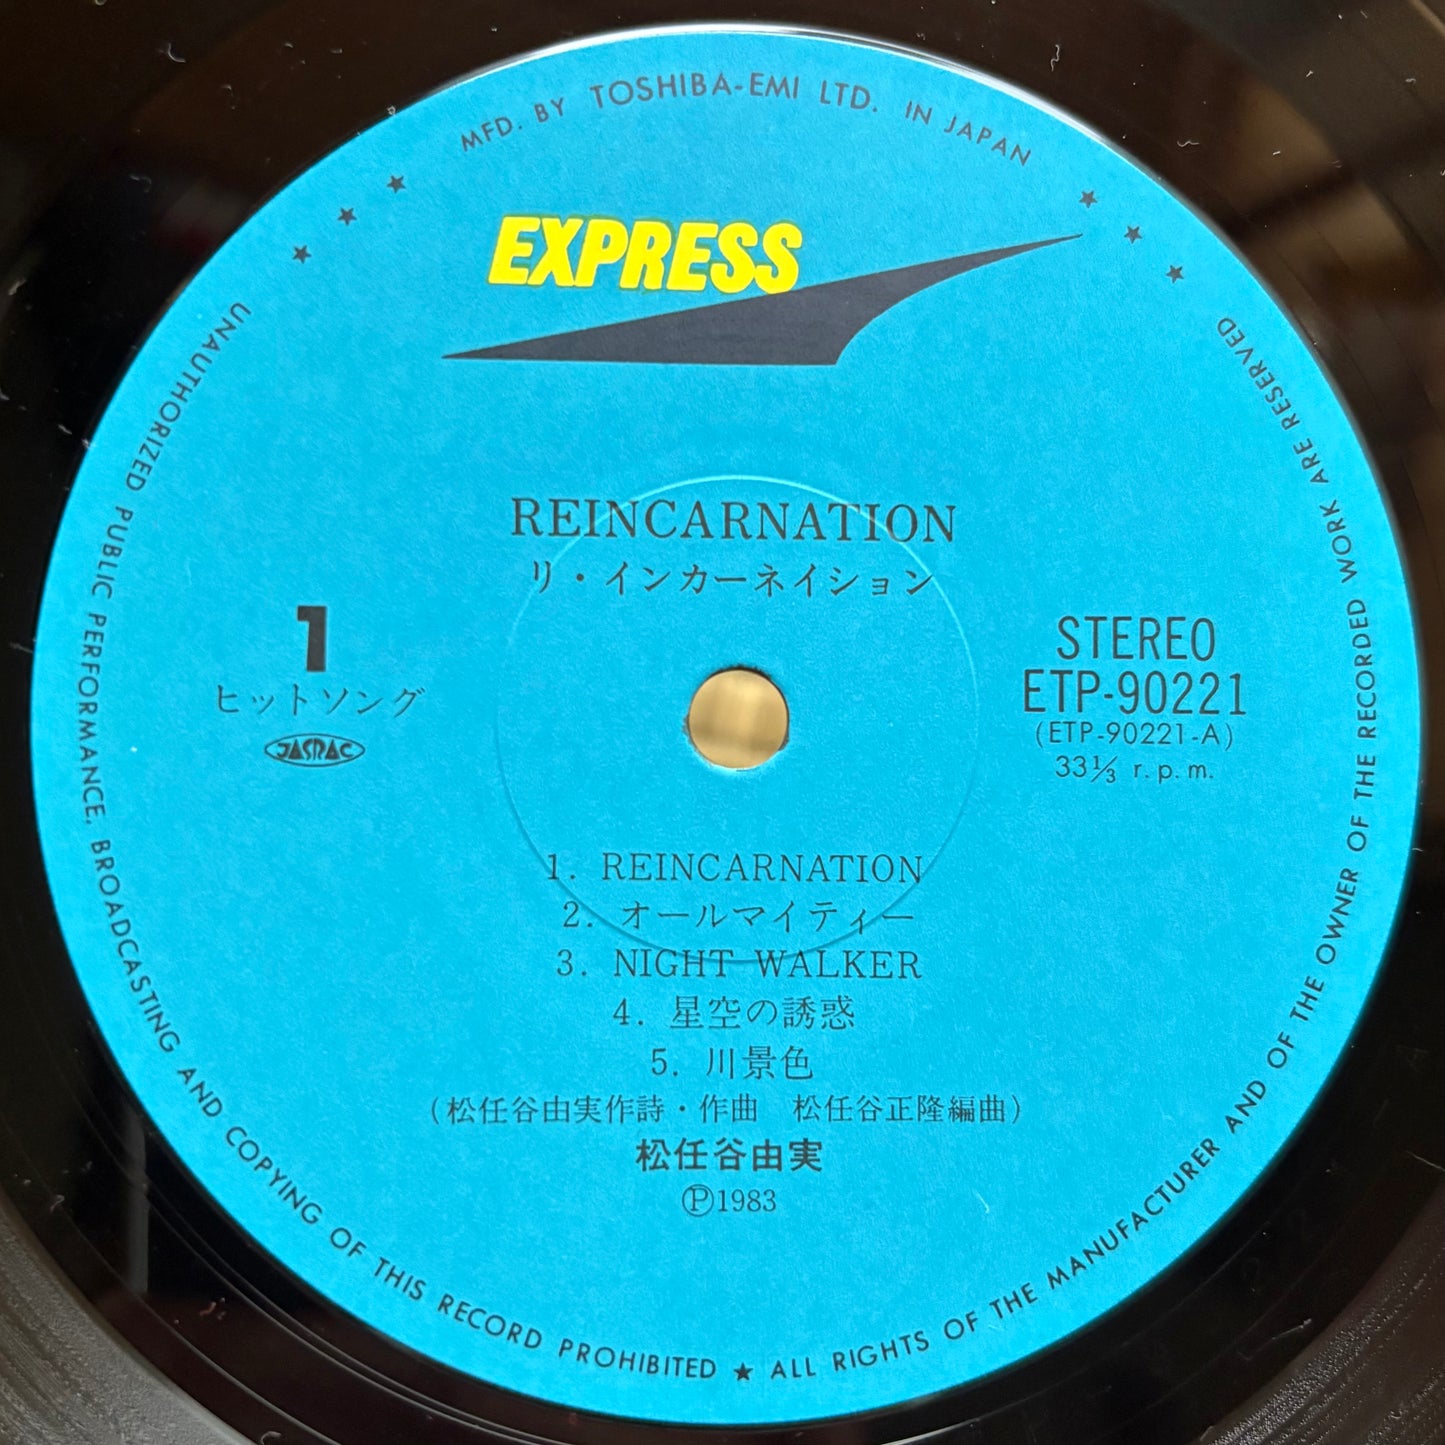 MFD. BY TOSHIBA-EMI LTD. IN JAPAN
EXPRESS
REINCARNATION
リ・インカーネイション
1
ヒットソング
JASRAC
STEREO
ETP-90221
(ETP-90221-A)
33⅓ r.p.m.
1. REINCARNATION
2. オールマイティー
3. NIGHT WALKER
4. 星空の誘惑
5. 川景色
(松任谷由実作詩・作曲 松任谷正隆編曲)
松任谷由実
Ⓟ1983
UNAUTHORIZED PUBLIC PERFORMANCE, BROADCASTING AND COPYING OF THIS RECORD PROHIBITED ★ ALL RIGHTS OF THE MANUFACTURER AND OF THE OWNER OF THE RECORDED WORK ARE RESERVED